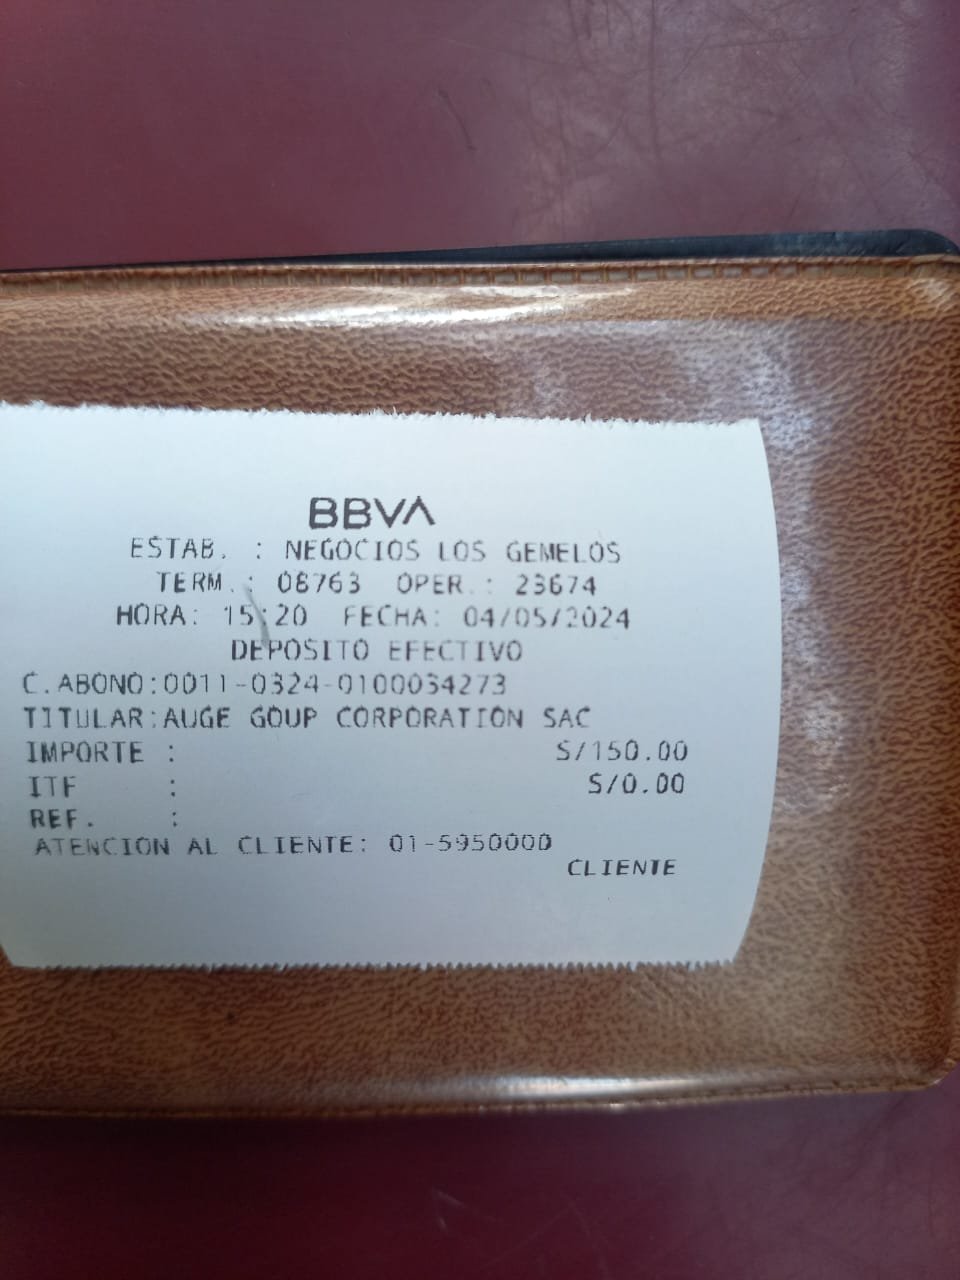 BBVA
ESTAB. : NEGOCIOS LOS GEMELOS
TERM.: 08763 OPER.: 23674
HORA: 15:20 FECHA: 04/05/2024
DEPOSITO EFECTIVO
C.ABONO:0011-0324-0100034273
TITULAR:AUGE GOUP CORPORATION SAC
IMPORTE : S/150.00
ITF : S/0.00
REF. :
ATENCION AL CLIENTE: 01-5950000
CLIENTE